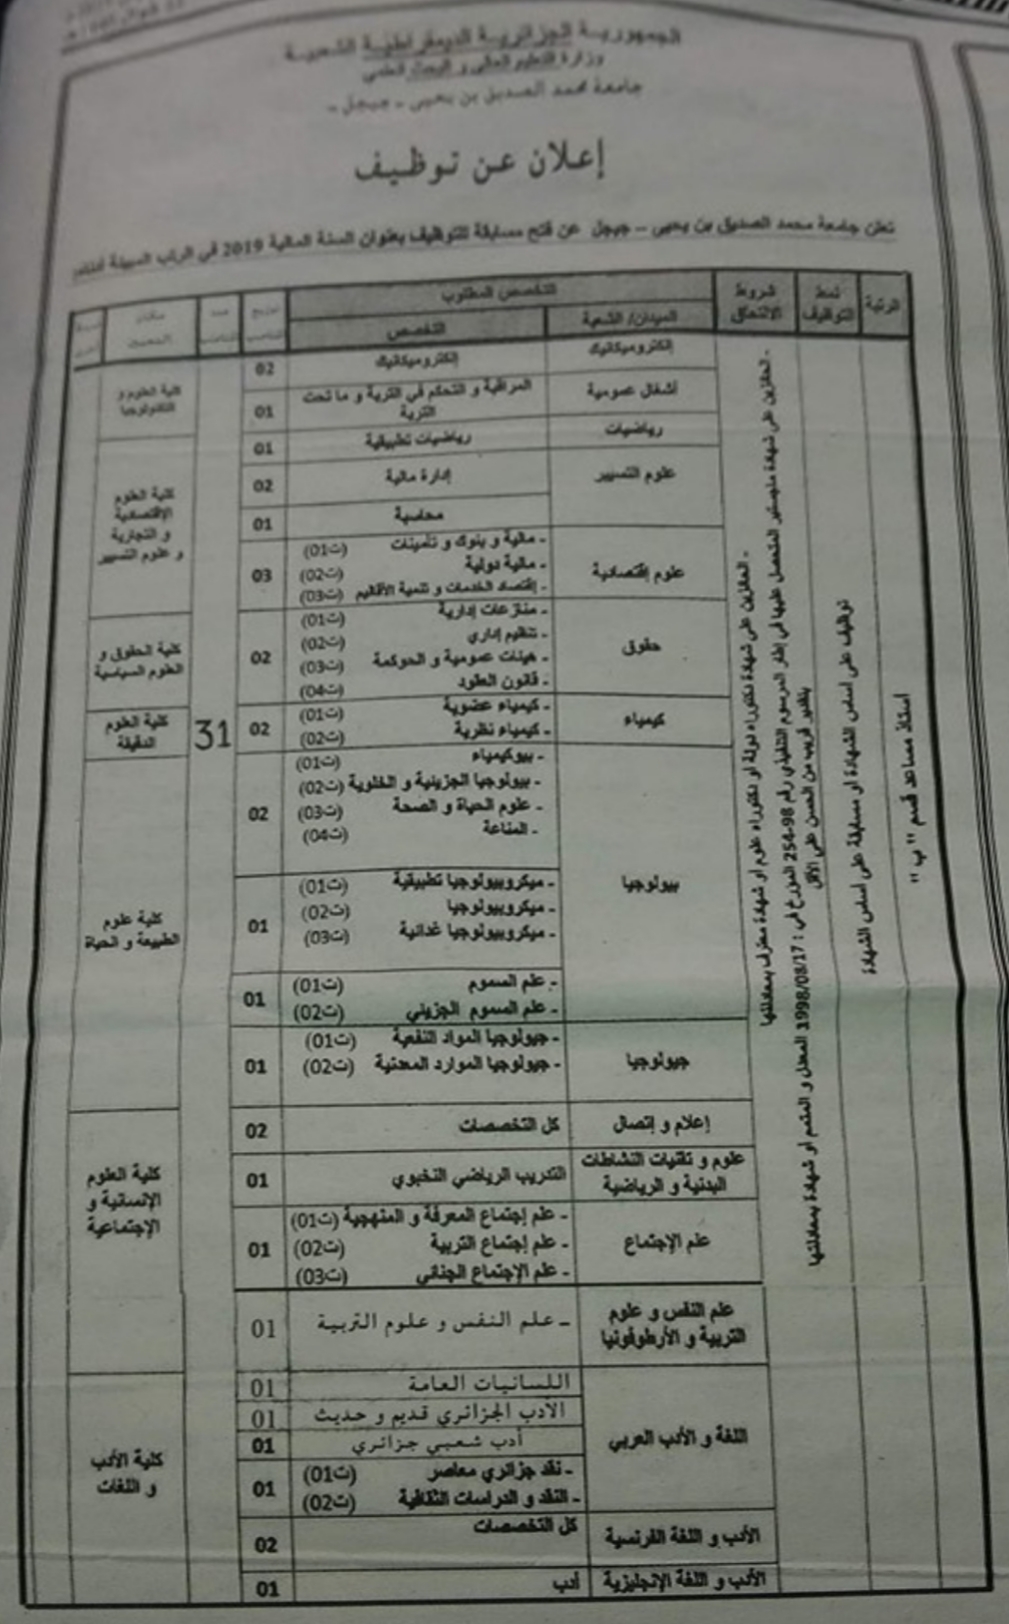 الجمهورية الجزائرية الديمقراطية الشعبية
وزارة التعليم العالي و البحث العلمي
جامعة محمد الصديق بن يحيى - جيجل -
إعلان عن توظيف
تعلن جامعة محمد الصديق بن يحيى – جيجل عن فتح مسابقة للتوظيف بعنوان السنة المالية 2019 في الرتب المبينة أدناه
الرتبة
نمط التوظيف
شروط الالتحاق
التخصص المطلوب
الميدان/ الشعبة
التخصص
توزيع المناصب
عدد المناصب
مكان التعيين
أستاذ مساعد قسم "ب"
توظيف على أساس الشهادة أو مسابقة على أساس الشهادة
- الحائزين على شهادة دكتوراه دولة أو دكتوراه علوم أو شهادة معترف بمعادلتها
- الحائزين على شهادة ماجستير المتحصل عليها في إطار المرسوم التنفيذي رقم 98-254 المؤرخ في : 1998/08/17 المعدل و المتمم أو شهادة بمعادلتها
بتقدير قريب من الحسن على الأقل
31
إلكتروميكانيك
إلكتروميكانيك
02
كلية العلوم و التكنولوجيا
أشغال عمومية
المراقبة و التحكم في التربة و ما تحت
التربة
01
رياضيات
رياضيات تطبيقية
01
كلية العلوم
الإقتصادية
و التجارية
و علوم التسيير
علوم التسيير
إدارة مالية
02
محاسبة
01
علوم إقتصادية
- مالية و بنوك و تأمينات (ت01)
- مالية دولية (ت02)
- إقتصاد الخدمات و تنمية الأقاليم (ت03)
03
حقوق
- منازعات إدارية (ت01)
- تنظيم إداري (ت02)
- هيئات عمومية و الحوكمة (ت03)
- قانون العقود (ت04)
02
كلية الحقوق و
العلوم السياسية
كيمياء
- كيمياء عضوية (ت01)
- كيمياء نظرية (ت02)
02
كلية العلوم
الدقيقة
بيولوجيا
- بيوكيمياء (ت01)
- بيولوجيا الجزيئية و الخلوية (ت02)
- علوم الحياة و الصحة (ت03)
- المناعة (ت04)
02
كلية علوم
الطبيعة و الحياة
- ميكروبيولوجيا تطبيقية (ت01)
- ميكروبيولوجيا (ت02)
- ميكروبيولوجيا غذائية (ت03)
01
- علم السموم (ت01)
- علم السموم الجزيئي (ت02)
01
جيولوجيا
- جيولوجيا المواد النفعية (ت01)
- جيولوجيا الموارد المعدنية (ت02)
01
إعلام و إتصال
كل التخصصات
02
كلية العلوم
الإنسانية و
الإجتماعية
علوم و تقنيات النشاطات
البدنية و الرياضية
التدريب الرياضي النخبوي
01
علم الإجتماع
- علم إجتماع المعرفة و المنهجية (ت01)
- علم إجتماع التربية (ت02)
- علم الإجتماع الجنائي (ت03)
01
علم النفس و علوم
التربية و الأرطوفونيا
- علم النفس و علوم التربية
01
اللغة و الأدب العربي
اللسانيات العامة
01
الأدب الجزائري قديم و حديث
01
أدب شعبي جزائري
01
- نقد جزائري معاصر (ت01)
- النقد و الدراسات الثقافية (ت02)
01
كلية الأدب
و اللغات
الأدب و اللغة الفرنسية
كل التخصصات
02
الأدب و اللغة الإنجليزية
أدب
01